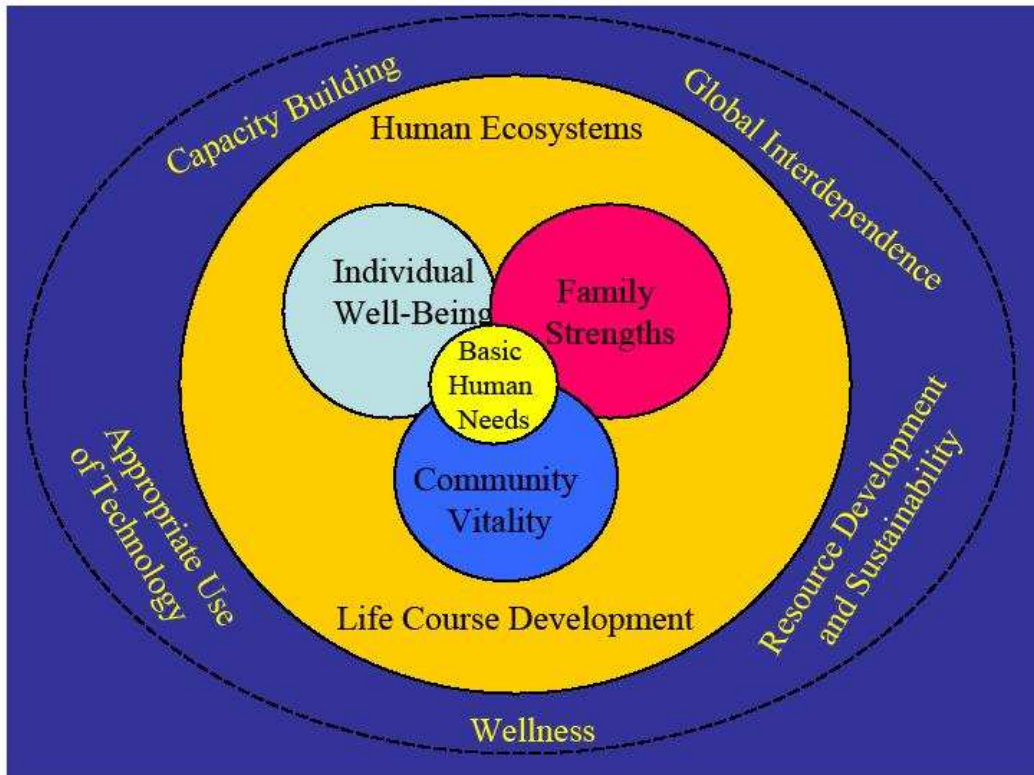 Capacity Building
Global Interdependence
Human Ecosystems
Individual
Well-Being
Family
Strengths
Basic
Human
Needs
Community
Vitality
Appropriate Use
of Technology
Resource Development
and Sustainability
Life Course Development
Wellness